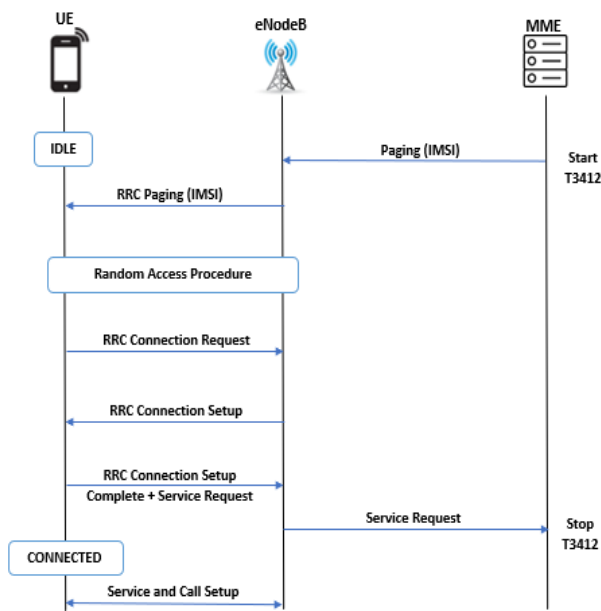 UE
eNodeB
MME
IDLE
Paging (IMSI)
Start
T3412
RRC Paging (IMSI)
Random Access Procedure
RRC Connection Request
RRC Connection Setup
RRC Connection Setup
Complete + Service Request
Service Request
Stop
T3412
CONNECTED
Service and Call Setup